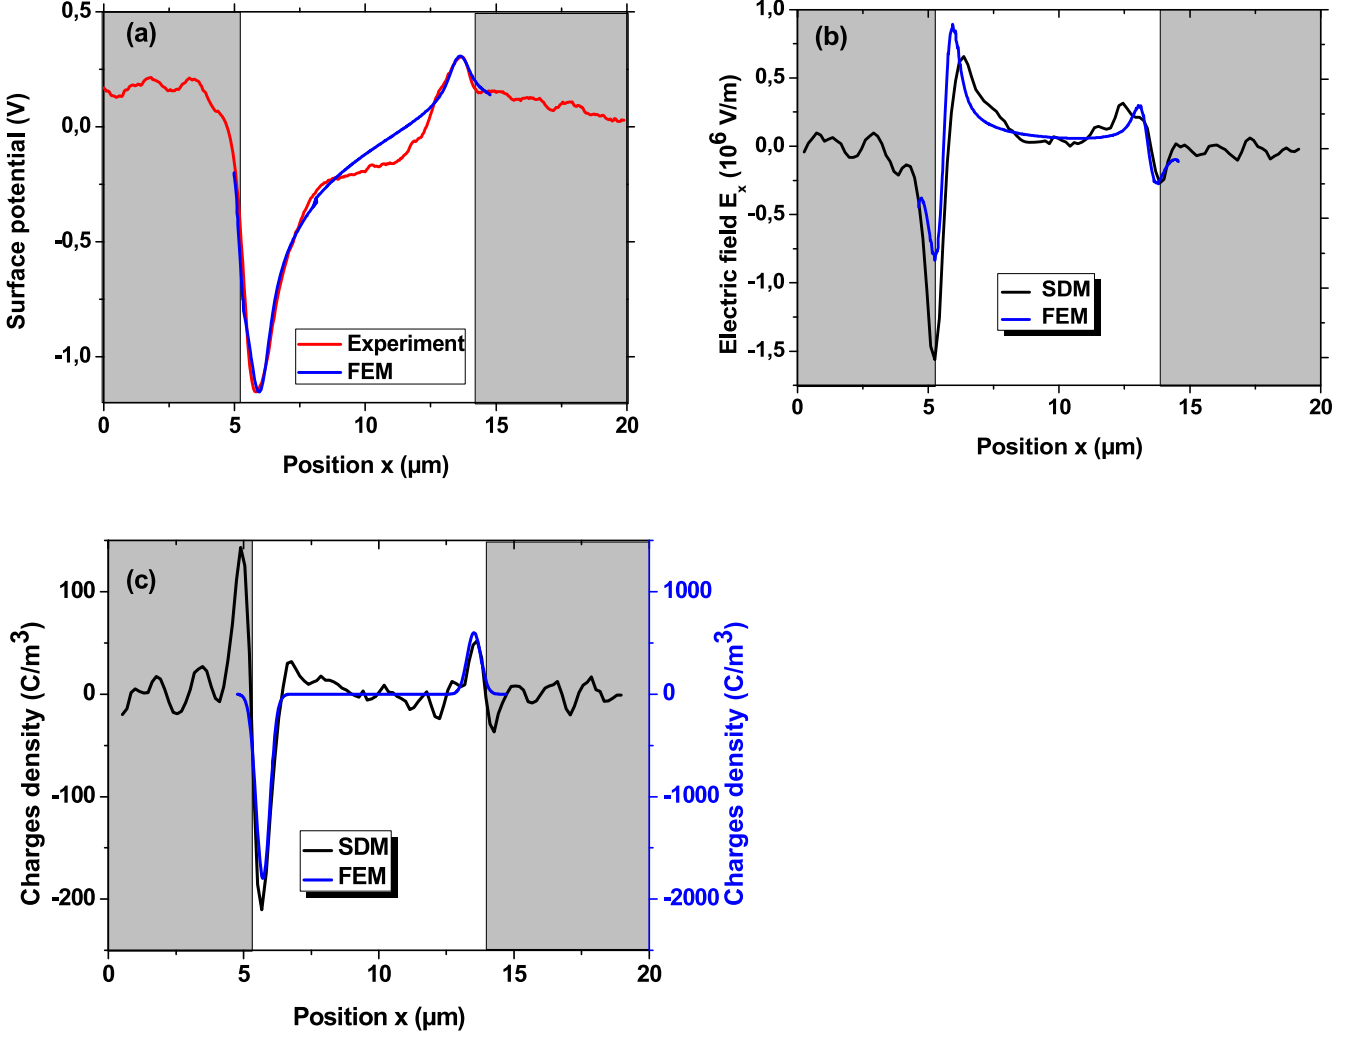 (a)
Surface potential (V)
0,5
0,0
-0,5
-1,0
Experiment
FEM
0
5
10
15
20
Position x (µm)
(b)
Electric field E_x (10^6 V/m)
1,0
0,5
0,0
-0,5
-1,0
-1,5
SDM
FEM
0
5
10
15
20
Position x (µm)
(c)
Charges density (C/m³)
100
0
-100
-200
SDM
FEM
1000
0
-1000
-2000
Charges density (C/m³)
0
5
10
15
20
Position x (µm)